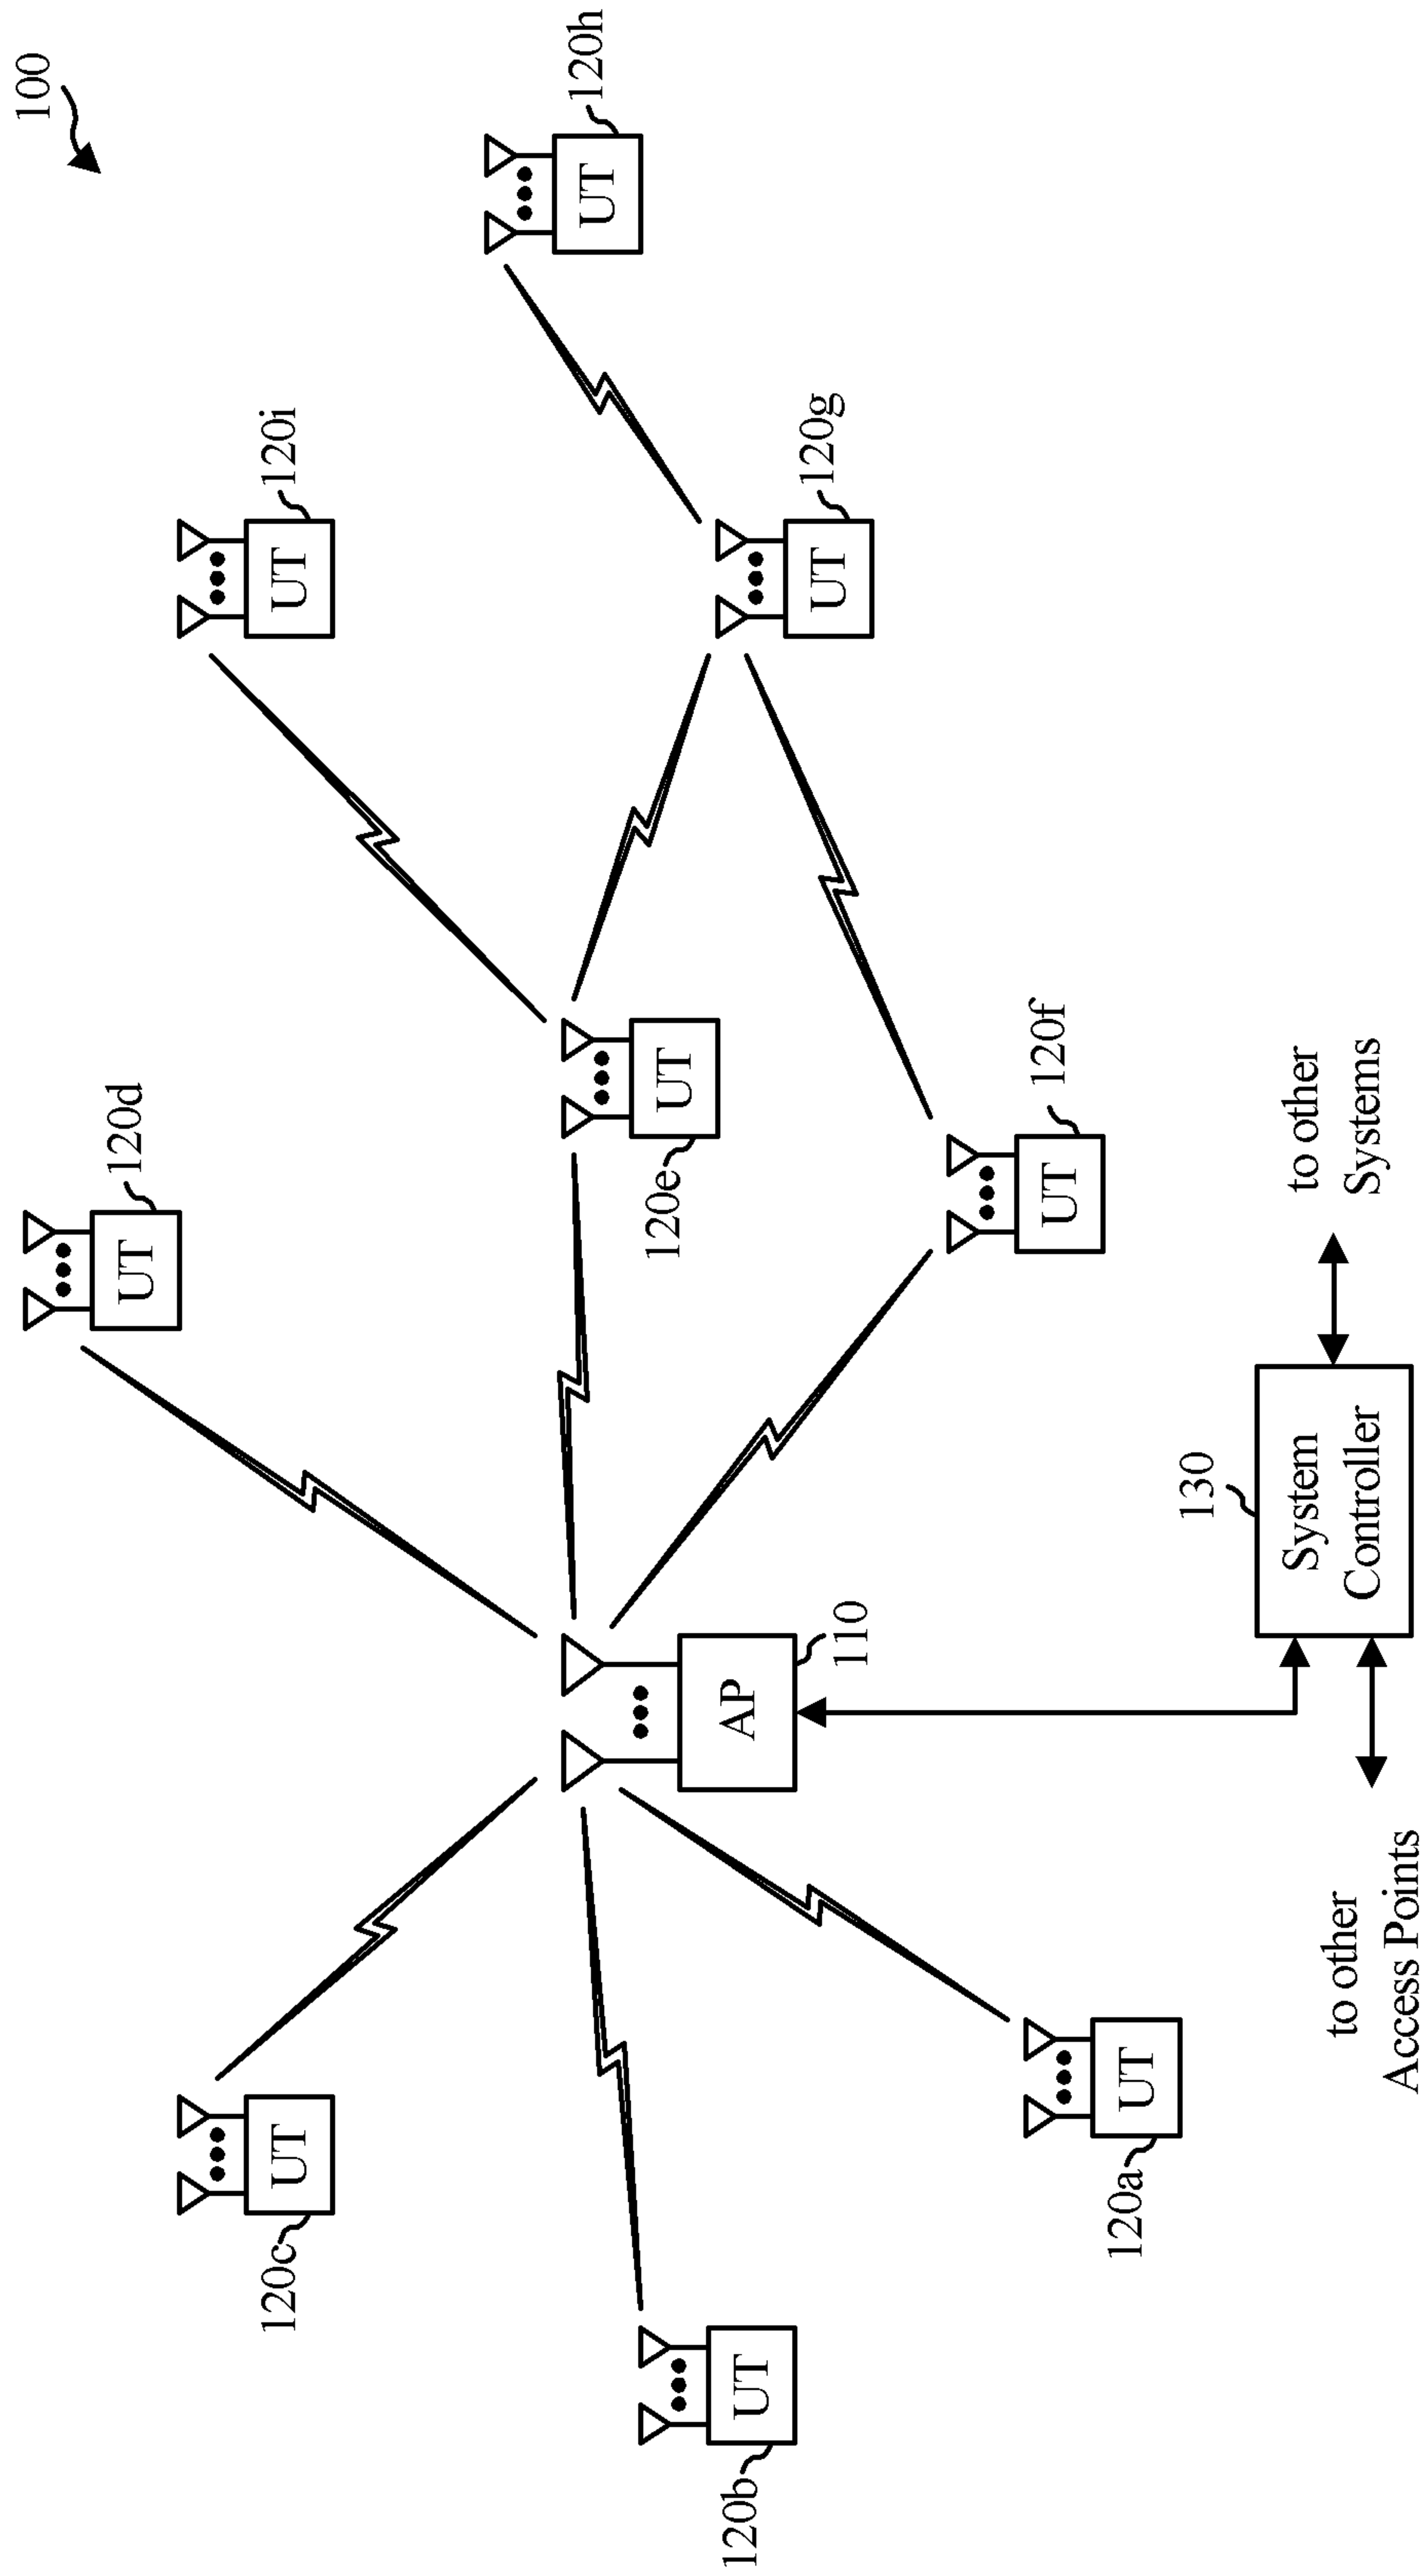 100
UT
120d
UT
120i
UT
120c
UT
120h
UT
120e
AP
110
UT
120b
UT
120g
UT
120f
UT
120a
130
System
Controller
to other
Systems
to other
Access Points